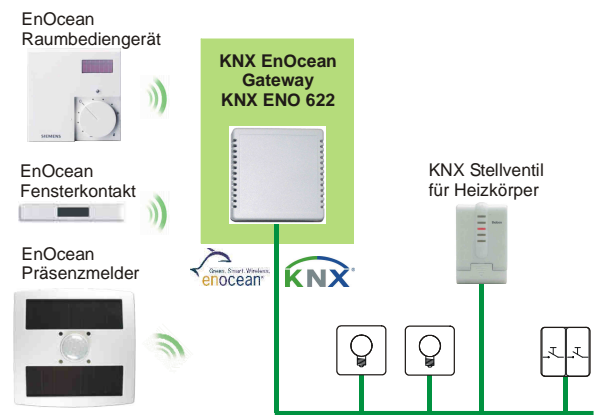 EnOcean
Raumbediengerät
SIEMENS
EnOcean
Fensterkontakt
EnOcean
Präsenzmelder
KNX EnOcean
Gateway
KNX ENO 622
Green. Smart. Wireless.
enocean
KNX
KNX Stellventil
für Heizkörper